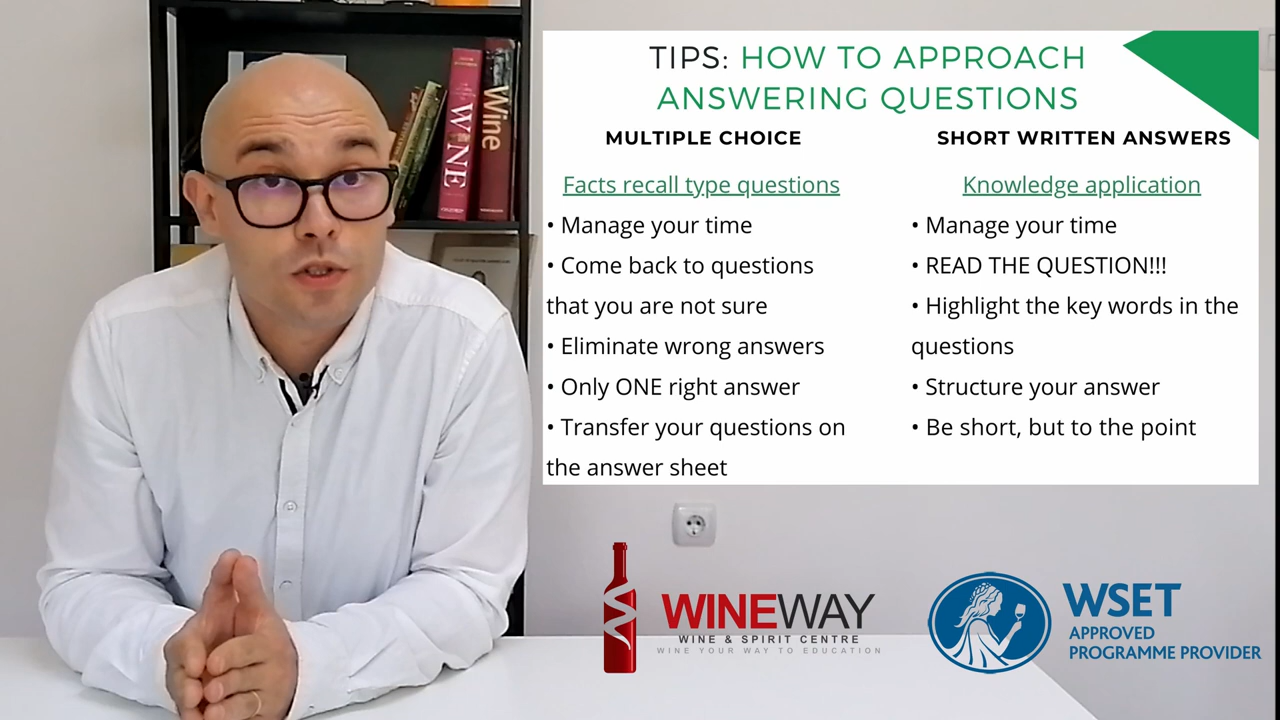 TIPS: HOW TO APPROACH
ANSWERING QUESTIONS
MULTIPLE CHOICE
Facts recall type questions
• Manage your time
• Come back to questions
that you are not sure
• Eliminate wrong answers
• Only ONE right answer
• Transfer your questions on
the answer sheet
SHORT WRITTEN ANSWERS
Knowledge application
• Manage your time
• READ THE QUESTION!!!
• Highlight the key words in the
questions
• Structure your answer
• Be short, but to the point
WINE
Wine
WINEWAY
WINE & SPIRIT CENTRE
WINE YOUR WAY TO EDUCATION
WSET
APPROVED
PROGRAMME PROVIDER